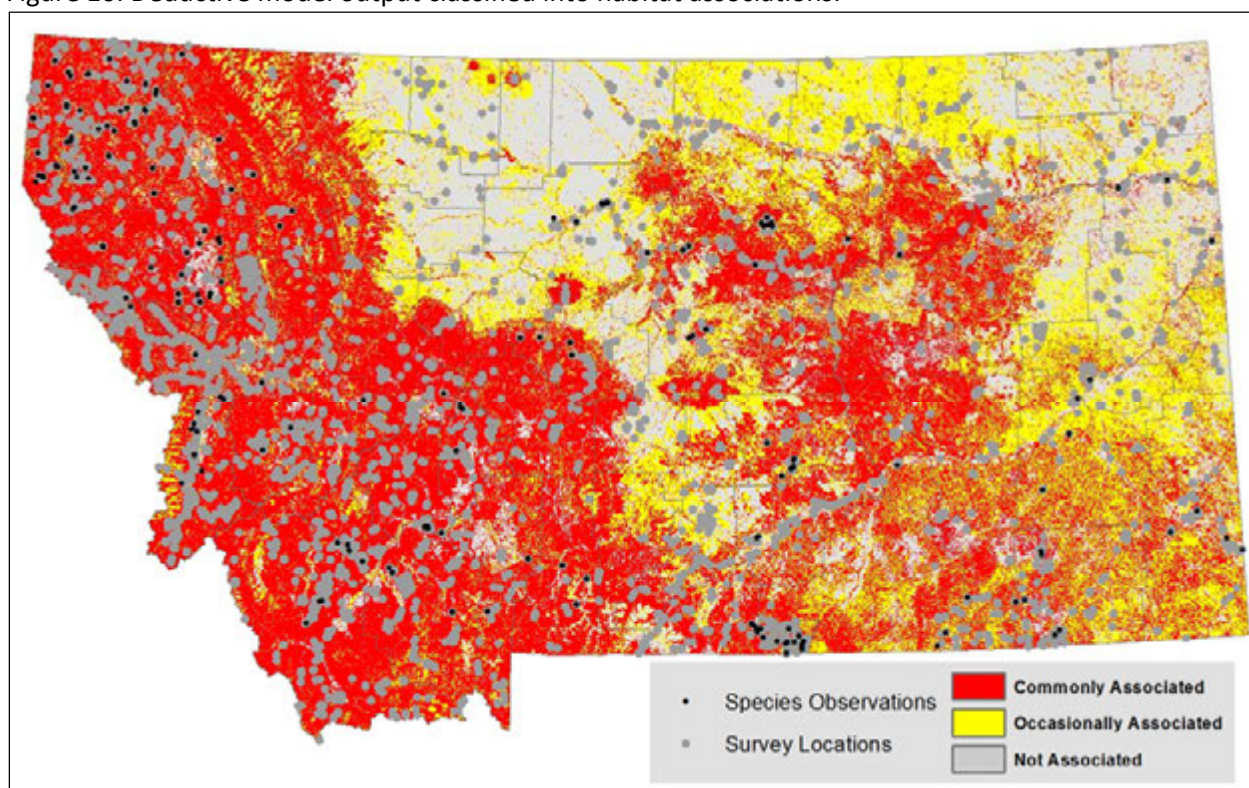 Species Observations
Survey Locations
Commonly Associated
Occasionally Associated
Not Associated